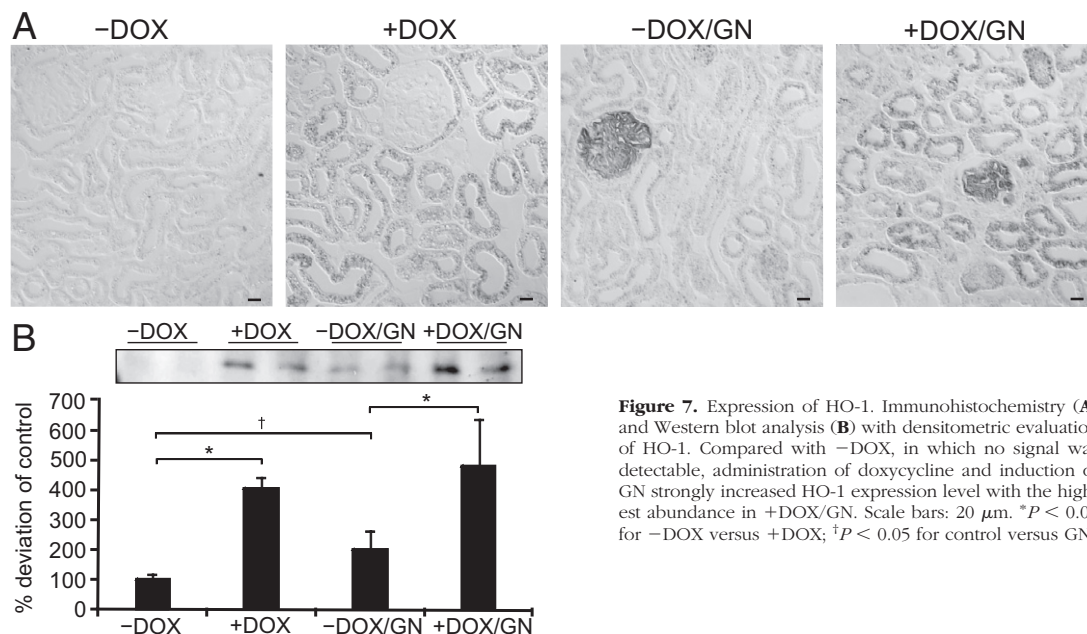 A
−DOX +DOX −DOX/GN +DOX/GN
B
−DOX +DOX −DOX/GN +DOX/GN
700
600
500
400
300
200
100
0
% deviation of control
* † *
−DOX +DOX −DOX/GN +DOX/GN
Figure 7. Expression of HO-1. Immunohistochemistry (A
and Western blot analysis (B) with densitometric evaluation
of HO-1. Compared with −DOX, in which no signal wa
detectable, administration of doxycycline and induction o
GN strongly increased HO-1 expression level with the high
est abundance in +DOX/GN. Scale bars: 20 μm. *P < 0.0
for −DOX versus +DOX; †P < 0.05 for control versus GN